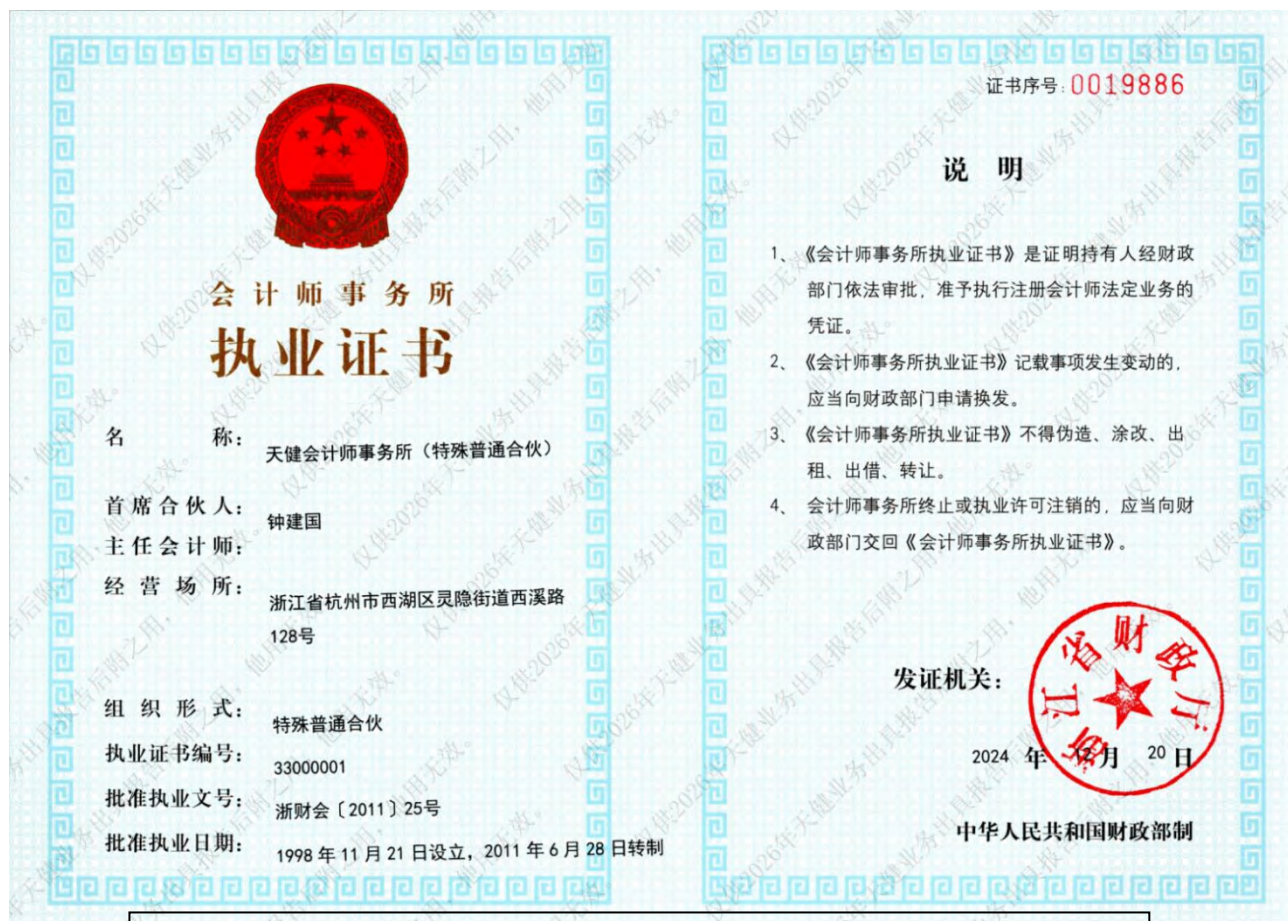 会计师事务所
执业证书
名 称：
天健会计师事务所（特殊普通合伙）
首席合伙人：
钟建国
主任会计师：
经营场所：
浙江省杭州市西湖区灵隐街道西溪路
128号
组织形式：
特殊普通合伙
执业证书编号：
33000001
批准执业文号：
浙财会〔2011〕25号
批准执业日期：
1998年11月21日设立，2011年6月28日转制
证书序号：0019886
说 明
1、《会计师事务所执业证书》是证明持有人经财政
部门依法审批，准予执行注册会计师法定业务的
凭证。
2、《会计师事务所执业证书》记载事项发生变动的，
应当向财政部门申请换发。
3、《会计师事务所执业证书》不得伪造、涂改、出
租、出借、转让。
4、会计师事务所终止或执业许可注销的，应当向财
政部门交回《会计师事务所执业证书》。
发证机关：
浙江省财政厅
2024年12月20日
中华人民共和国财政部制
仅供2026年天健业务出具报告后附之用，他用无效。